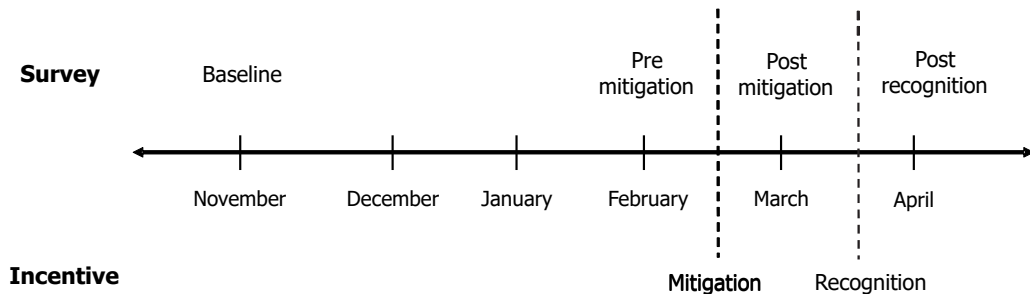 Survey
Baseline
Pre
mitigation
Post
mitigation
Post
recognition
November
December
January
February
March
April
Incentive
Mitigation
Recognition